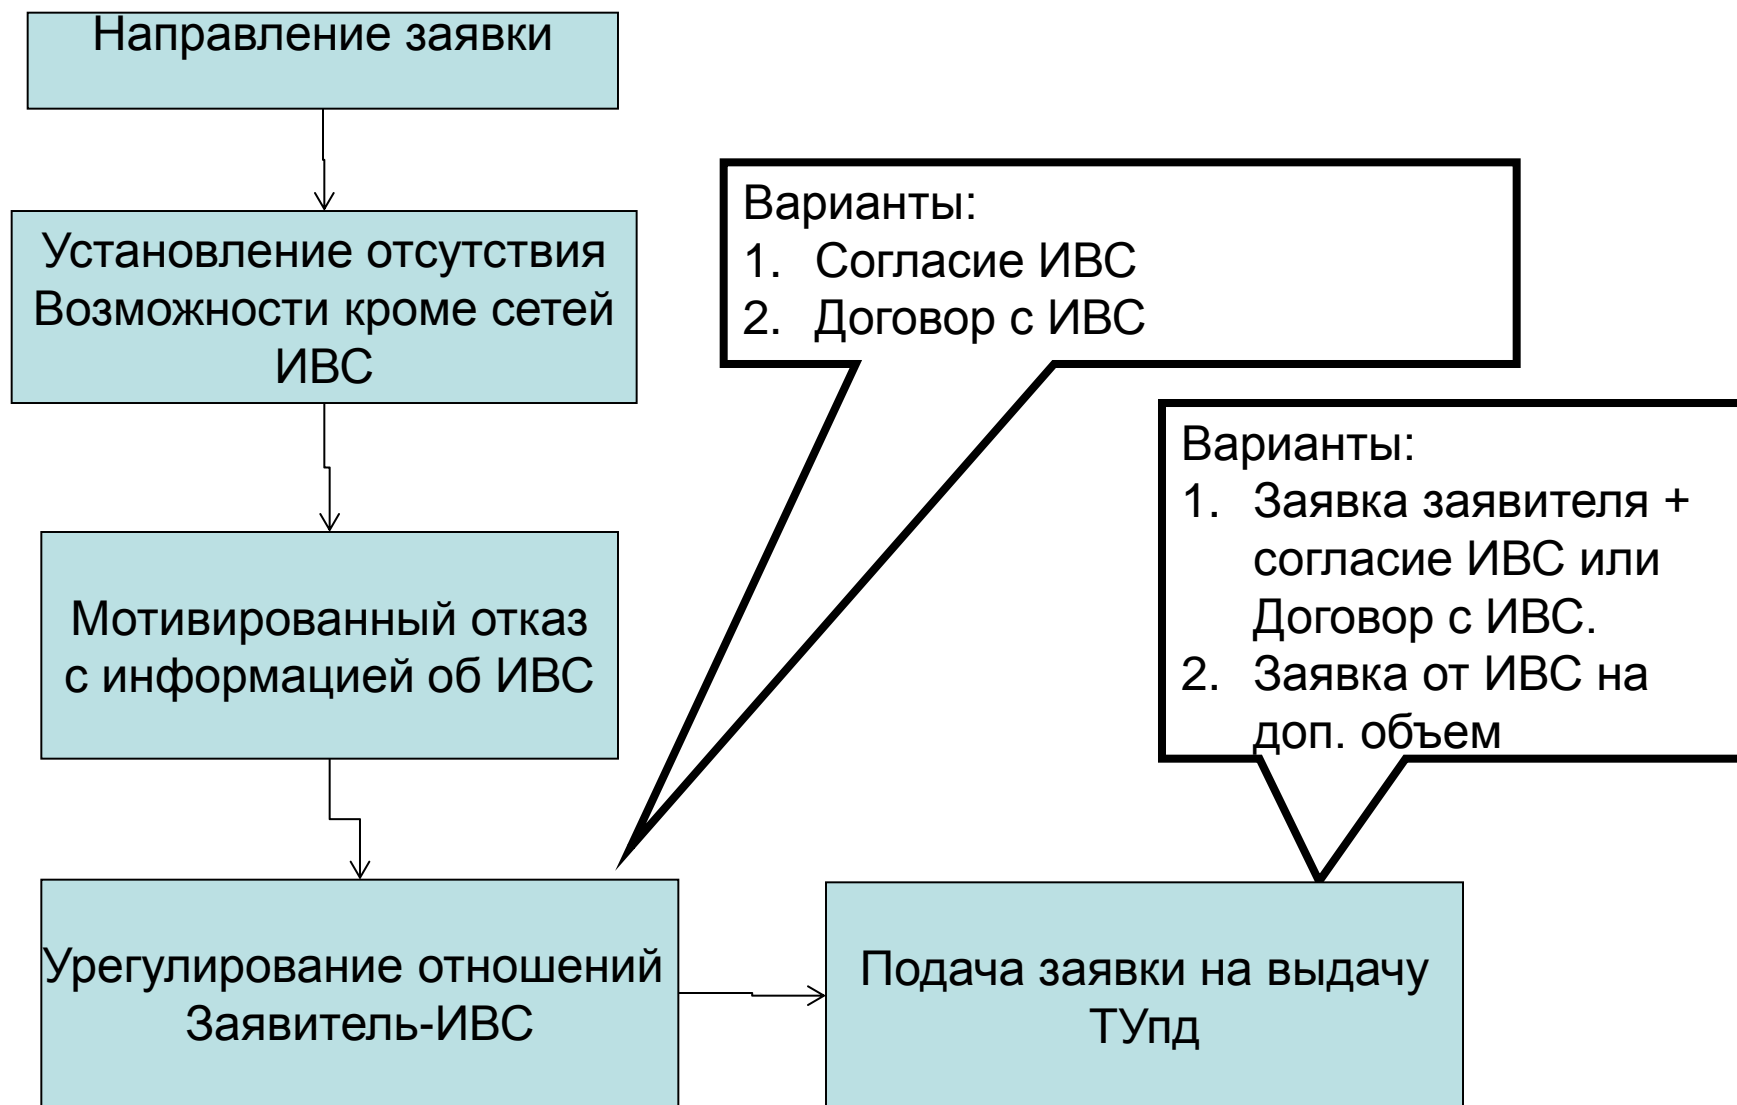 Направление заявки
Установление отсутствия
Возможности кроме сетей
ИВС
Мотивированный отказ
с информацией об ИВС
Урегулирование отношений
Заявитель-ИВС
Варианты:
1. Согласие ИВС
2. Договор с ИВС
Варианты:
1. Заявка заявителя +
согласие ИВС или
Договор с ИВС.
2. Заявка от ИВС на
доп. объем
Подача заявки на выдачу
ТУпд